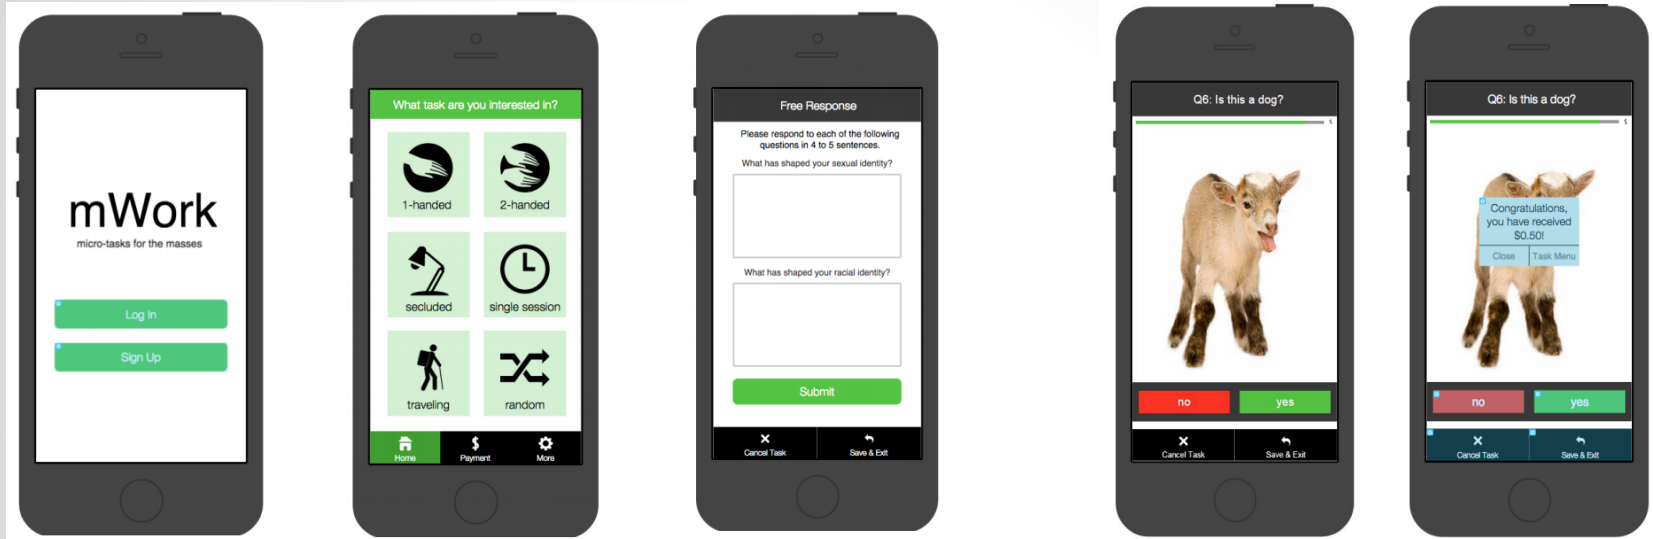 mWork
micro-tasks for the masses
Log In
Sign Up
What task are you interested in?
1-handed
2-handed
secluded
single session
traveling
random
Home
$
Payment
More
Free Response
Please respond to each of the following
questions in 4 to 5 sentences.
What has shaped your sexual identity?
What has shaped your racial identity?
Submit
Cancel Task
Save & Exit
Q6: Is this a dog?
no
yes
Cancel Task
Save & Exit
Q6: Is this a dog?
Congratulations,
you have received
$0.50!
Close
Task Menu
no
yes
Cancel Task
Save & Exit